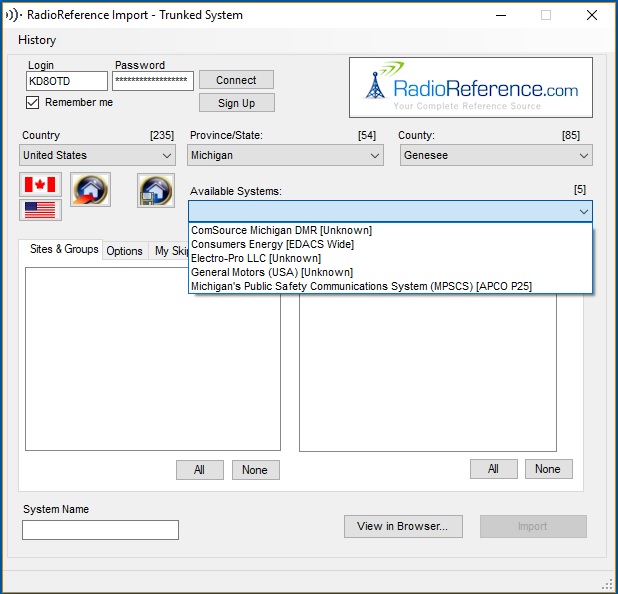 RadioReference Import - Trunked System
History
Login
Password
KD8OTD
******************
Connect
Remember me
Sign Up
RadioReference.com
Your Complete Reference Source
Country
[235]
Province/State:
[54]
County:
[85]
United States
Michigan
Genesee
Available Systems:
[5]
ComSource Michigan DMR [Unknown]
Consumers Energy [EDACS Wide]
Electro-Pro LLC [Unknown]
General Motors (USA) [Unknown]
Michigan's Public Safety Communications System (MPSCS) [APCO P25]
Sites & Groups
Options
My Skip
All
None
All
None
System Name
View in Browser...
Import